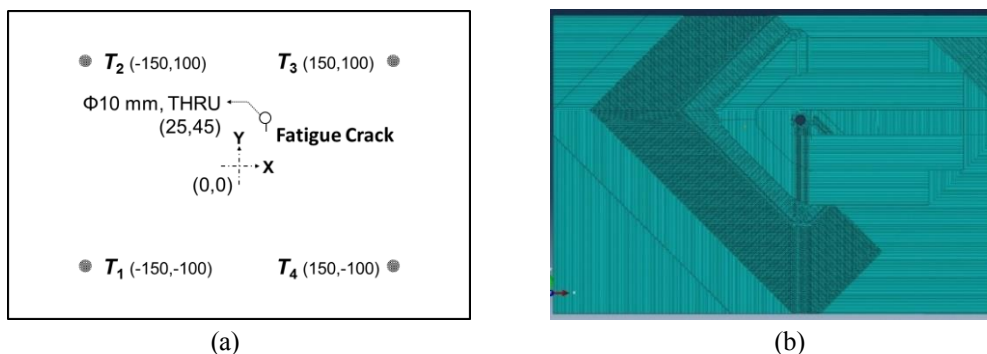 T₂ (-150,100)
T₃ (150,100)
Φ10 mm, THRU
(25,45)
Fatigue Crack
Y
X
(0,0)
T₁ (-150,-100)
T₄ (150,-100)
(a)
(b)